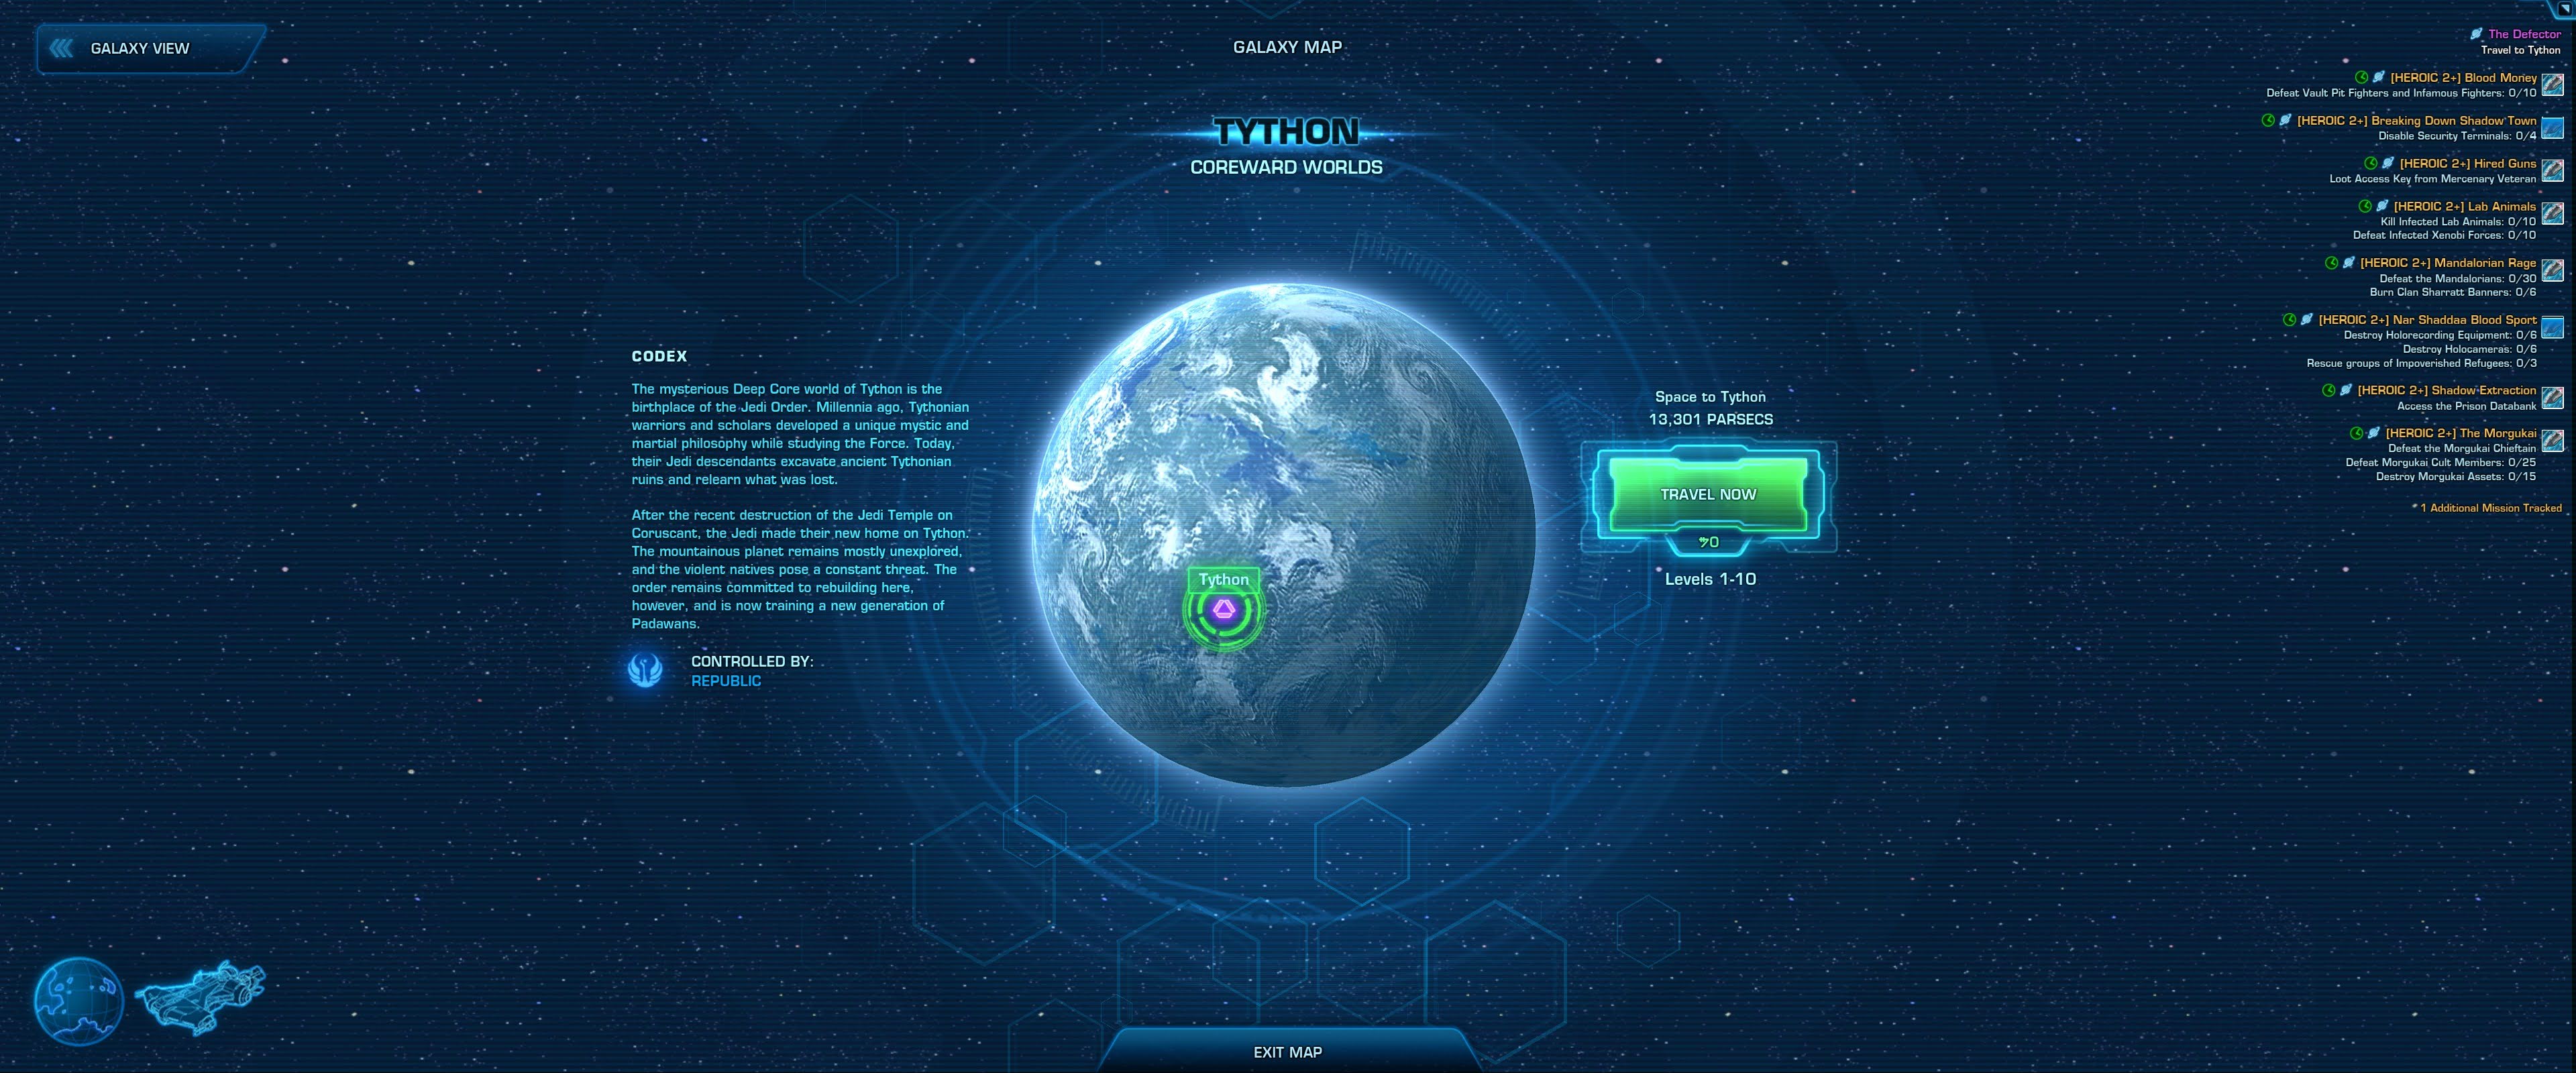 GALAXY VIEW
GALAXY MAP
TYTHON
COREWARD WORLDS
CODEX
The mysterious Deep Core world of Tython is the
birthplace of the Jedi Order. Millennia ago, Tythonian
warriors and scholars developed a unique mystic and
martial philosophy while studying the Force. Today,
their Jedi descendants excavate ancient Tythonian
ruins and relearn what was lost.
After the recent destruction of the Jedi Temple on
Coruscant, the Jedi made their new home on Tython.
The mountainous planet remains mostly unexplored,
and the violent natives pose a constant threat. The
order remains committed to rebuilding here,
however, and is now training a new generation of
Padawans.
CONTROLLED BY:
REPUBLIC
Tython
Space to Tython
13,301 PARSECS
TRAVEL NOW
0
Levels 1-10
The Defector
Travel to Tython
[HEROIC 2+] Blood Money
Defeat Vault Pit Fighters and Infamous Fighters: 0/10
[HEROIC 2+] Breaking Down Shadow Town
Disable Security Terminals: 0/4
[HEROIC 2+] Hired Guns
Loot Access Key from Mercenary Veteran
[HEROIC 2+] Lab Animals
Kill Infected Lab Animals: 0/10
Defeat Infected Xenobi Forces: 0/10
[HEROIC 2+] Mandalorian Rage
Defeat the Mandalorians: 0/30
Burn Clan Sharratt Banners: 0/6
[HEROIC 2+] Nar Shaddaa Blood Sport
Destroy Holorecording Equipment: 0/6
Destroy Holocameras: 0/6
Rescue groups of Impoverished Refugees: 0/3
[HEROIC 2+] Shadow Extraction
Access the Prison Databank
[HEROIC 2+] The Morgukai
Defeat the Morgukai Chieftain
Defeat Morgukai Cult Members: 0/25
Destroy Morgukai Assets: 0/15
1 Additional Mission Tracked
EXIT MAP